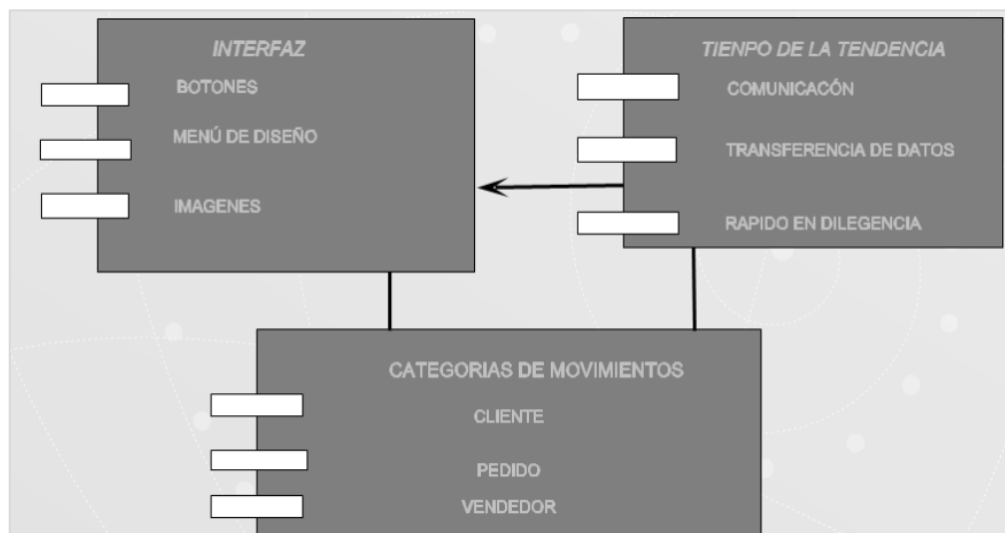 INTERFAZ
BOTONES
MENÚ DE DISEÑO
IMAGENES
TIENPO DE LA TENDENCIA
COMUNICACÓN
TRANSFERENCIA DE DATOS
RAPIDO EN DILEGENCIA
CATEGORIAS DE MOVIMIENTOS
CLIENTE
PEDIDO
VENDEDOR